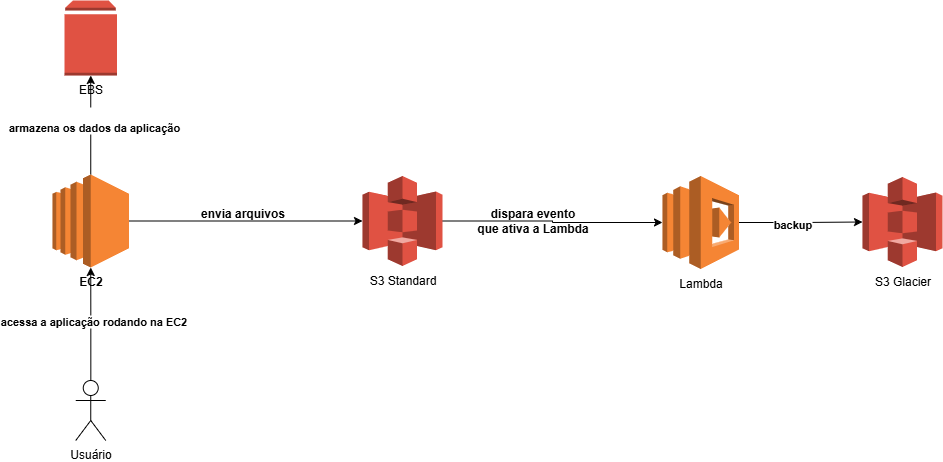 EBS
armazena os dados da aplicação
envia arquivos
dispara evento
que ativa a Lambda
backup
EC2
S3 Standard
Lambda
S3 Glacier
acessa a aplicação rodando na EC2
Usuário